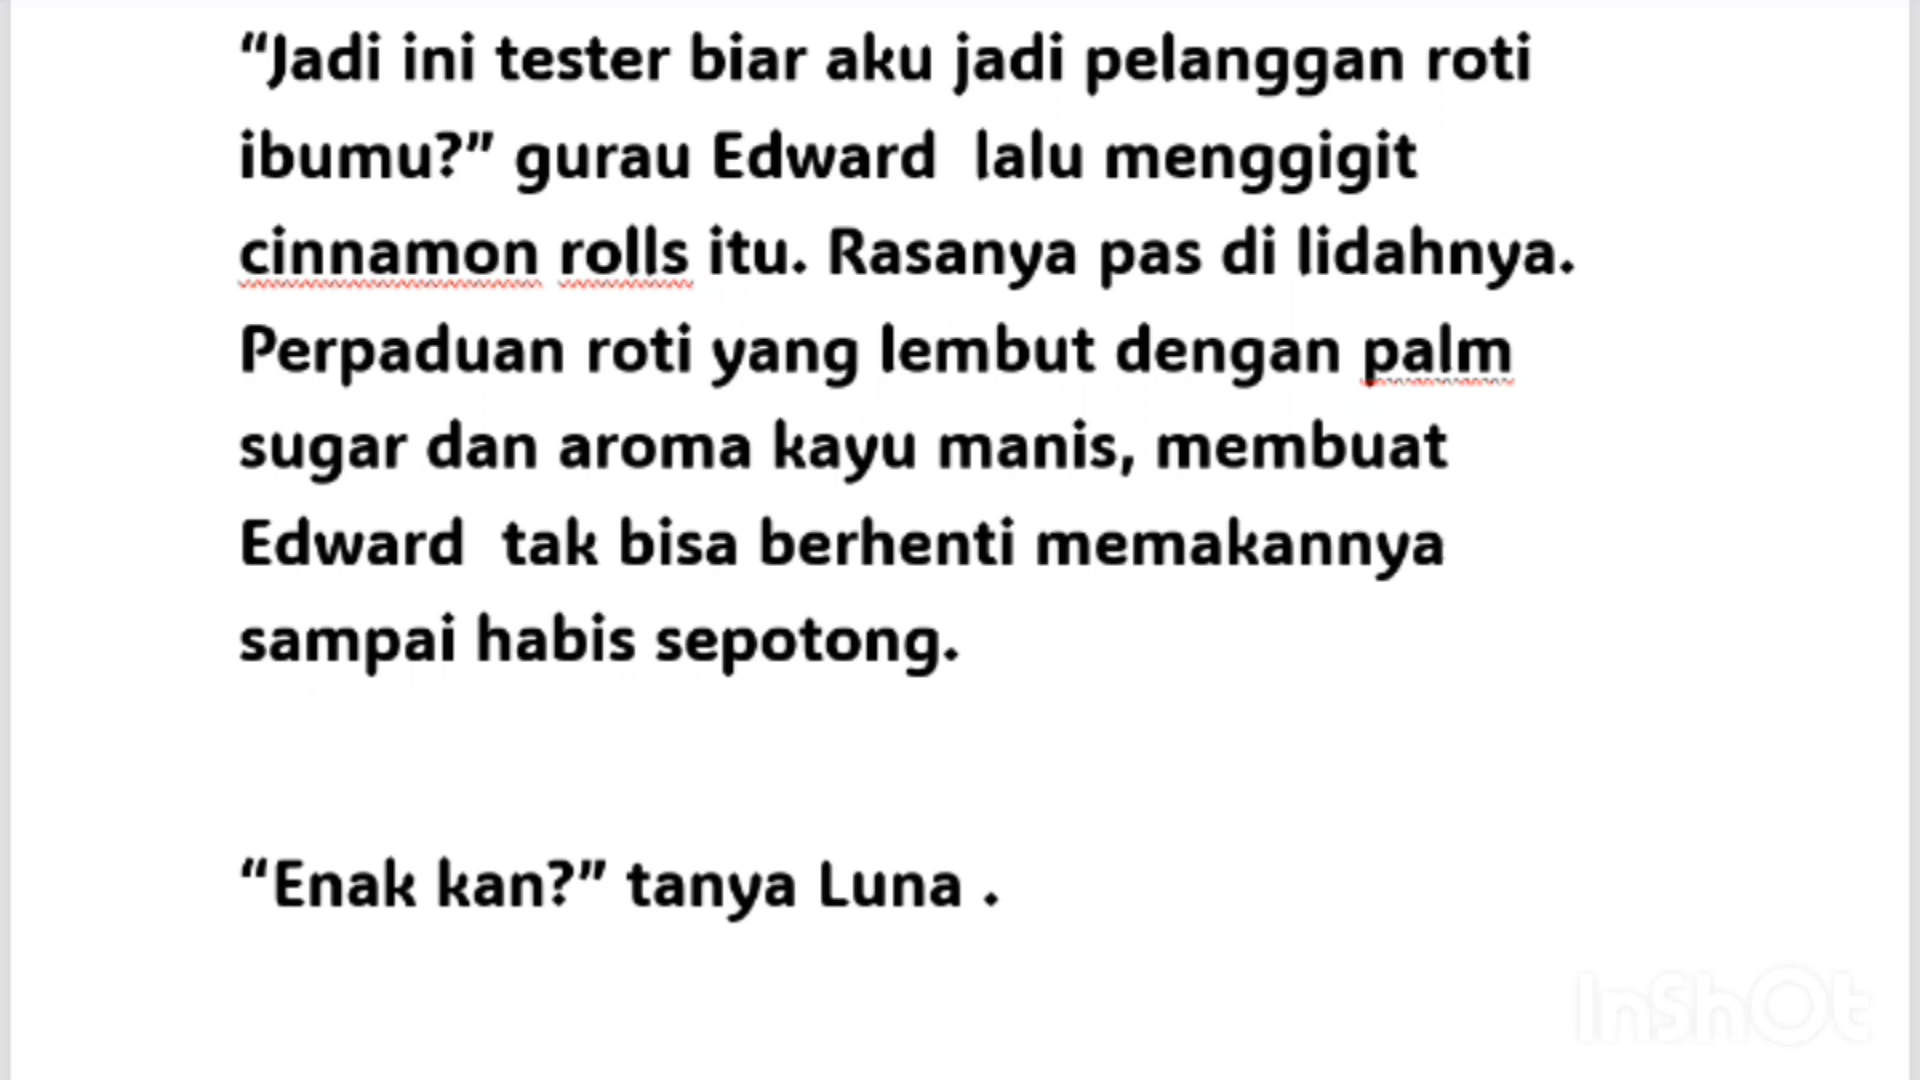 “Jadi ini tester biar aku jadi pelanggan roti
ibumu?” gurau Edward  lalu menggigit
cinnamon rolls itu. Rasanya pas di lidahnya.
Perpaduan roti yang lembut dengan palm
sugar dan aroma kayu manis, membuat
Edward  tak bisa berhenti memakannya
sampai habis sepotong.
“Enak kan?” tanya Luna .
InShOt